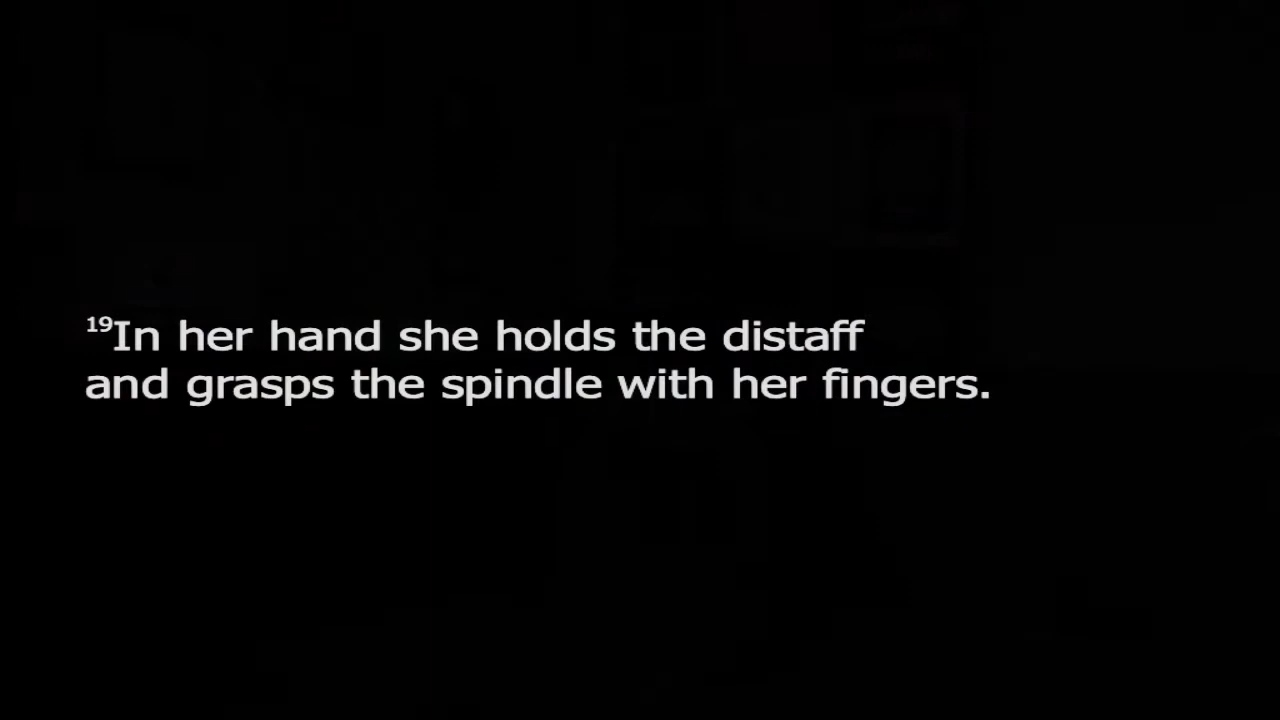 ¹⁹In her hand she holds the distaff
and grasps the spindle with her fingers.